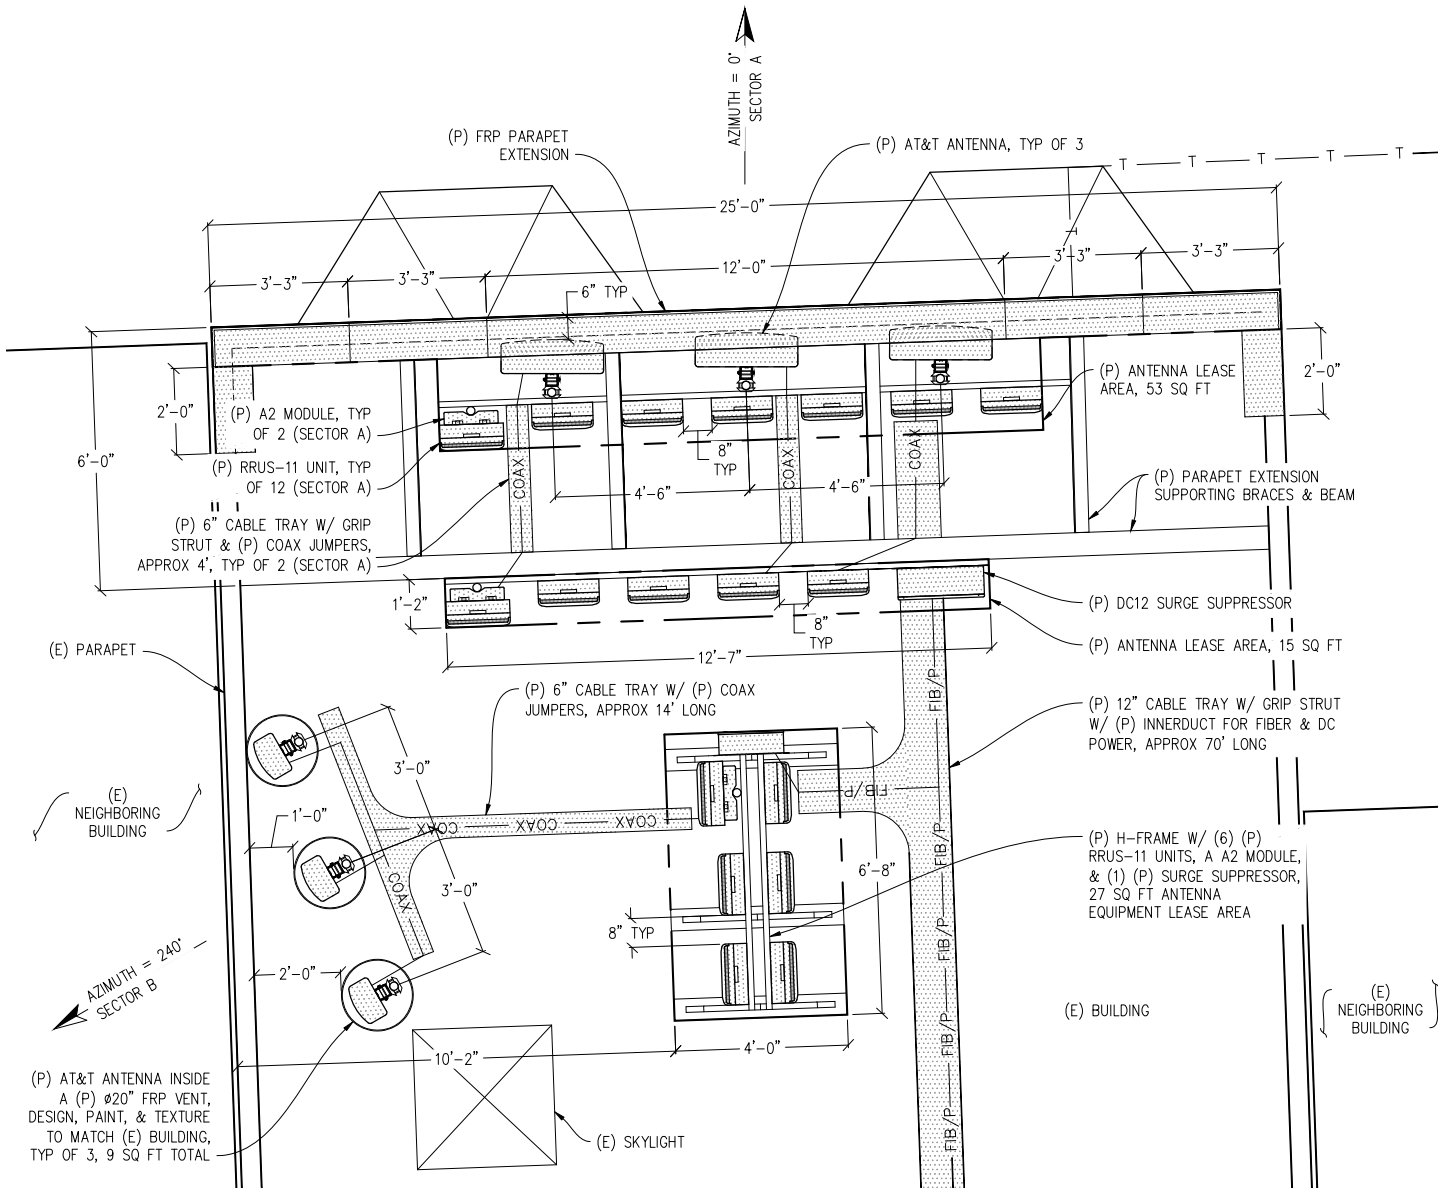 AZIMUTH = 0°
SECTOR A
(P) FRP PARAPET
EXTENSION
(P) AT&T ANTENNA, TYP OF 3
T T T T T
25'-0"
T
3'-3"
3'-3"
12'-0"
3'-3"
3'-3"
6" TYP
(P) ANTENNA LEASE
AREA, 53 SQ FT
2'-0"
2'-0"
(P) A2 MODULE, TYP
OF 2 (SECTOR A)
6'-0"
8"
TYP
(P) RRUS-11 UNIT, TYP
OF 12 (SECTOR A)
COAX
COAX
COAX
4'-6"
4'-6"
(P) PARAPET EXTENSION
SUPPORTING BRACES & BEAM
(P) 6" CABLE TRAY W/ GRIP
STRUT & (P) COAX JUMPERS,
APPROX 4', TYP OF 2 (SECTOR A)
1'-2"
8"
TYP
(P) DC12 SURGE SUPPRESSOR
(P) ANTENNA LEASE AREA, 15 SQ FT
12'-7"
(E) PARAPET
(P) 6" CABLE TRAY W/ (P) COAX
JUMPERS, APPROX 14' LONG
FIB/P
(P) 12" CABLE TRAY W/ GRIP STRUT
W/ (P) INNERDUCT FOR FIBER & DC
POWER, APPROX 70' LONG
3'-0"
(E)
NEIGHBORING
BUILDING
1'-0"
COAX COAX COAX
FIB/P
FIB/P
(P) H-FRAME W/ (6) (P)
RRUS-11 UNITS, A A2 MODULE,
& (1) (P) SURGE SUPPRESSOR,
27 SQ FT ANTENNA
EQUIPMENT LEASE AREA
6'-8"
3'-0"
COAX
8" TYP
FIB/P
AZIMUTH = 240°
SECTOR B
2'-0"
(E) BUILDING
(E)
NEIGHBORING
BUILDING
FIB/P
10'-2"
4'-0"
(P) AT&T ANTENNA INSIDE
A (P) ø20" FRP VENT,
DESIGN, PAINT, & TEXTURE
TO MATCH (E) BUILDING,
TYP OF 3, 9 SQ FT TOTAL
FIB/P
(E) SKYLIGHT